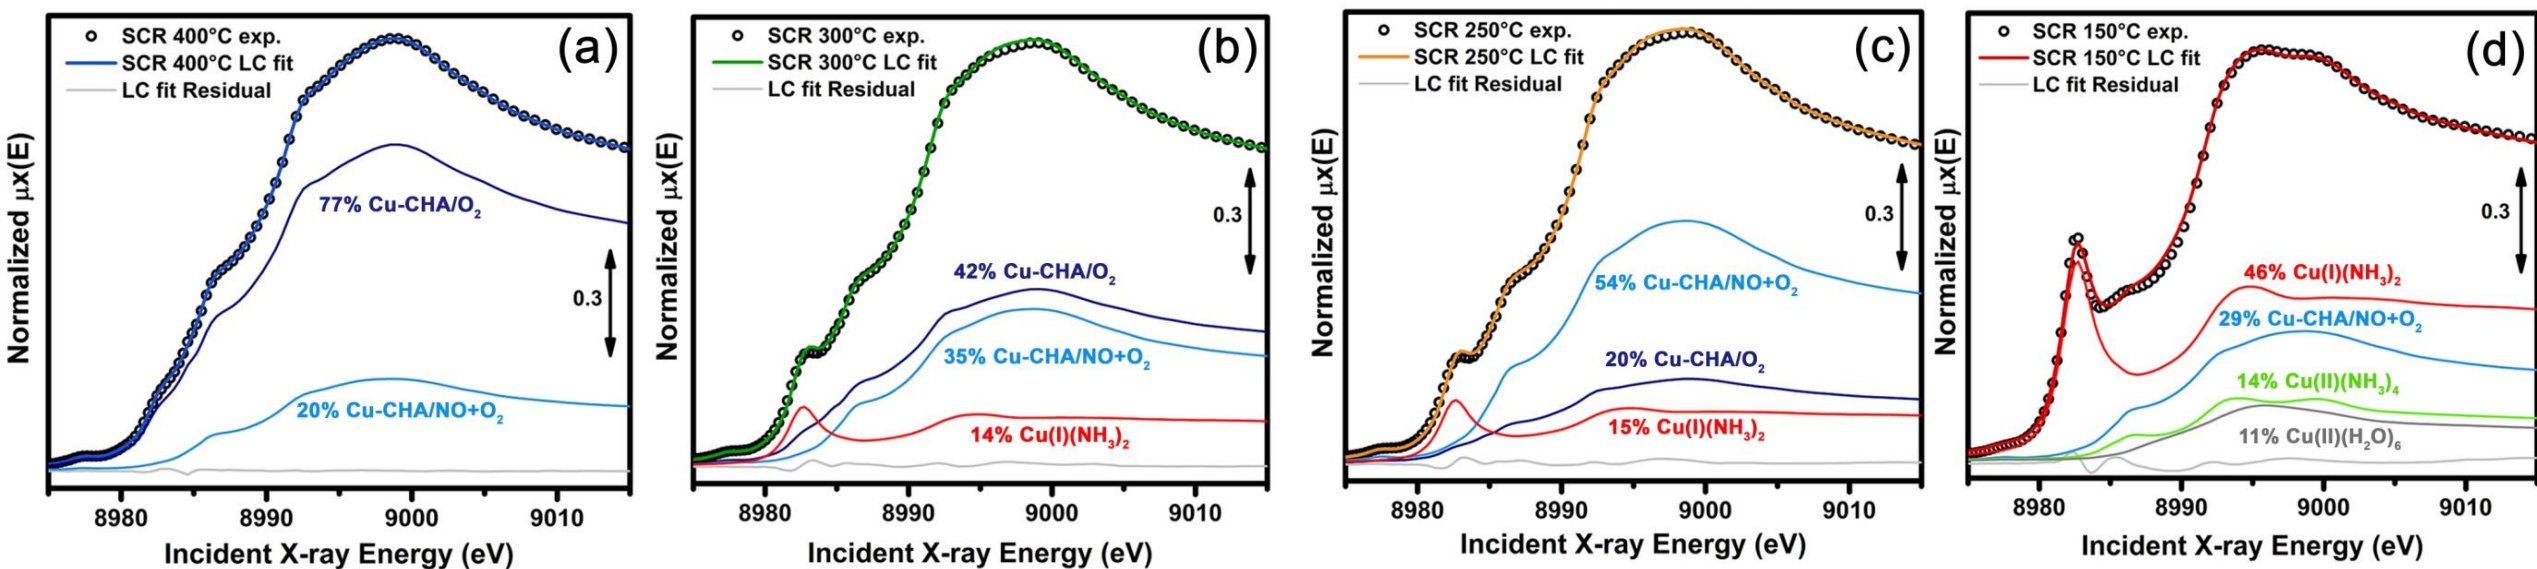 (a)
SCR 400°C exp.
SCR 400°C LC fit
LC fit Residual
77% Cu-CHA/O₂
0.3
20% Cu-CHA/NO+O₂
Normalized μx(E)
8980 8990 9000 9010
Incident X-ray Energy (eV)
(b)
SCR 300°C exp.
SCR 300°C LC fit
LC fit Residual
0.3
42% Cu-CHA/O₂
35% Cu-CHA/NO+O₂
14% Cu(I)(NH₃)₂
Normalized μx(E)
8980 8990 9000 9010
Incident X-ray Energy (eV)
(c)
SCR 250°C exp.
SCR 250°C LC fit
LC fit Residual
0.3
54% Cu-CHA/NO+O₂
20% Cu-CHA/O₂
15% Cu(I)(NH₃)₂
Normalized μx(E)
8980 8990 9000 9010
Incident X-ray Energy (eV)
(d)
SCR 150°C exp.
SCR 150°C LC fit
LC fit Residual
0.3
46% Cu(I)(NH₃)₂
29% Cu-CHA/NO+O₂
14% Cu(II)(NH₃)₄
11% Cu(II)(H₂O)₆
Normalized μx(E)
8980 8990 9000 9010
Incident X-ray Energy (eV)